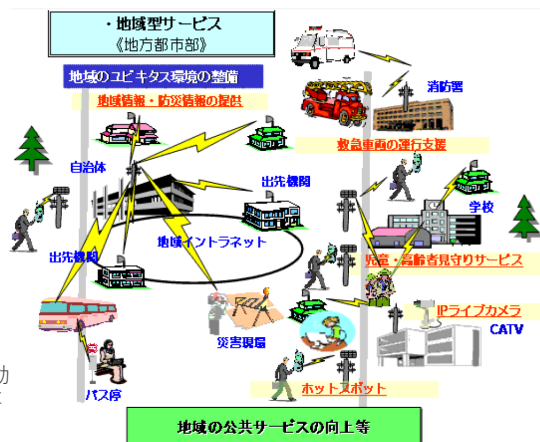 ・地域型サービス
《地方都市部》
地域のユビキタス環境の整備
地域情報・防災情報の提供
消防署
救急車両の運行支援
自治体
出先機関
学校
地域イントラネット
出先機関
児童・高齢者見守りサービス
IPライブカメラ
CATV
災害現場
バス停
ホットスポット
動
地域の公共サービスの向上等